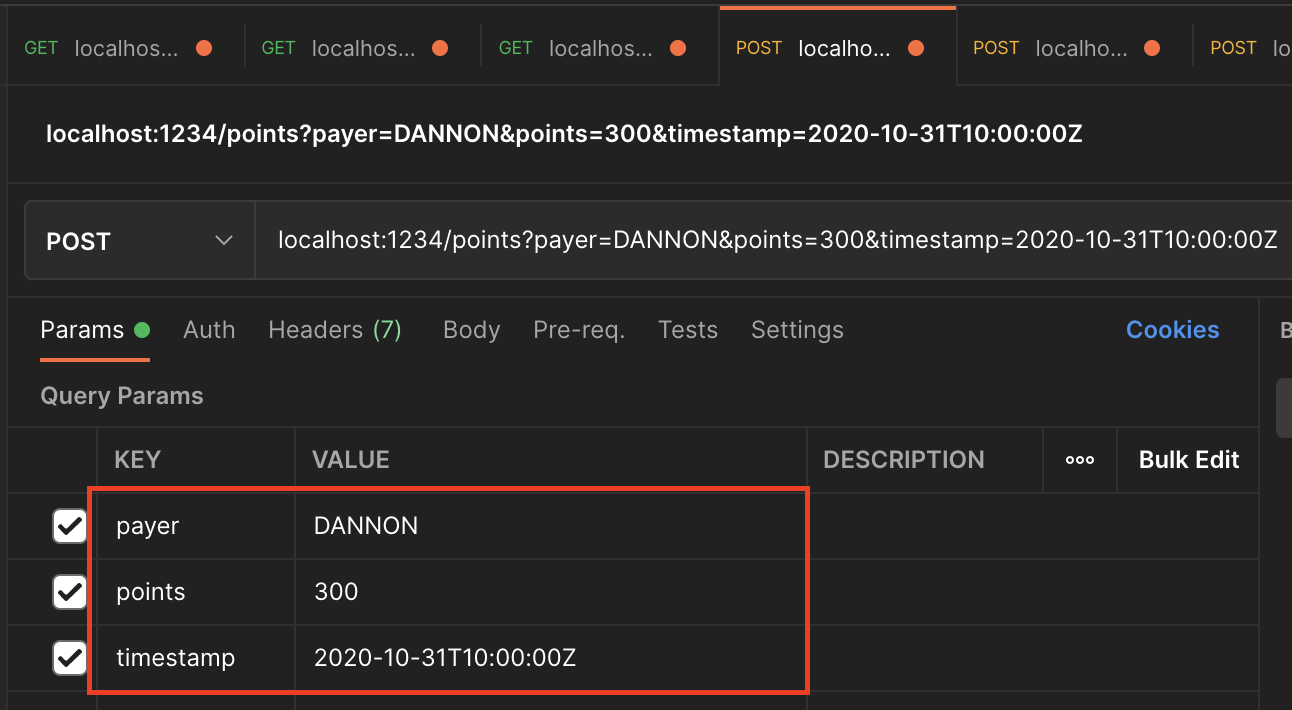 GET localhos... GET localhos... GET localhos... POST localho... POST localho... POST lo
localhost:1234/points?payer=DANNON&points=300&timestamp=2020-10-31T10:00:00Z
POST localhost:1234/points?payer=DANNON&points=300&timestamp=2020-10-31T10:00:00Z
Params Auth Headers (7) Body Pre-req. Tests Settings Cookies B
Query Params
KEY VALUE DESCRIPTION ooo Bulk Edit
payer DANNON
points 300
timestamp 2020-10-31T10:00:00Z